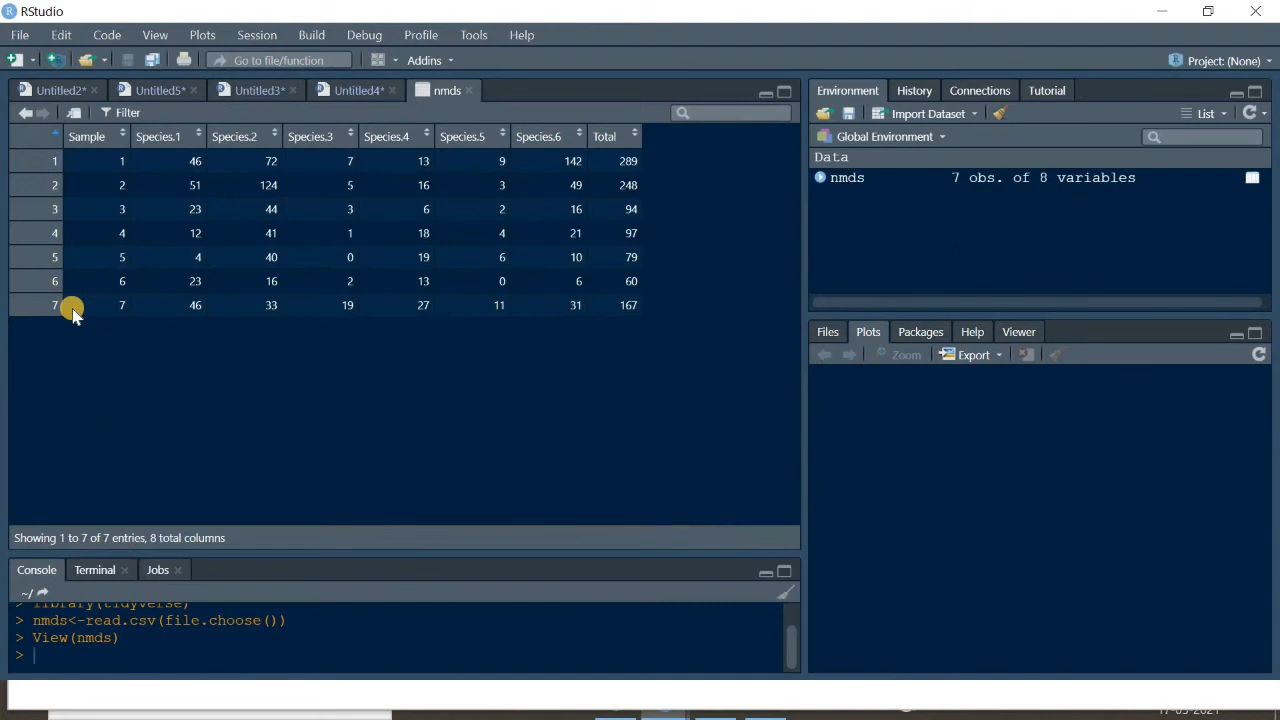 RStudio
File Edit Code View Plots Session Build Debug Profile Tools Help
Go to file/function Addins Project: (None)
Untitled2* Untitled5* Untitled3* Untitled4* nmds
Filter
Sample Species.1 Species.2 Species.3 Species.4 Species.5 Species.6 Total
1 1 46 72 7 13 9 142 289
2 2 51 124 5 16 3 49 248
3 3 23 44 3 6 2 16 94
4 4 12 41 1 18 4 21 97
5 5 4 40 0 19 6 10 79
6 6 23 16 2 13 0 6 60
7 7 46 33 19 27 11 31 167
Showing 1 to 7 of 7 entries, 8 total columns
Console Terminal Jobs
~/
> library(tidyverse)
> nmds<-read.csv(file.choose())
> View(nmds)
>
Environment History Connections Tutorial
Import Dataset List
Global Environment
Data
nmds 7 obs. of 8 variables
Files Plots Packages Help Viewer
Zoom Export
17-05-2021